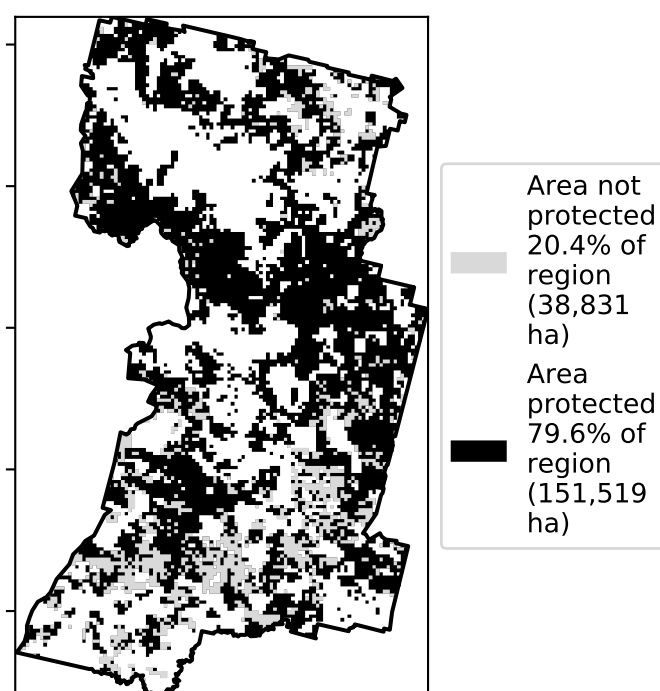 Area not
protected
20.4% of
region
(38,831
ha)
Area
protected
79.6% of
region
(151,519
ha)